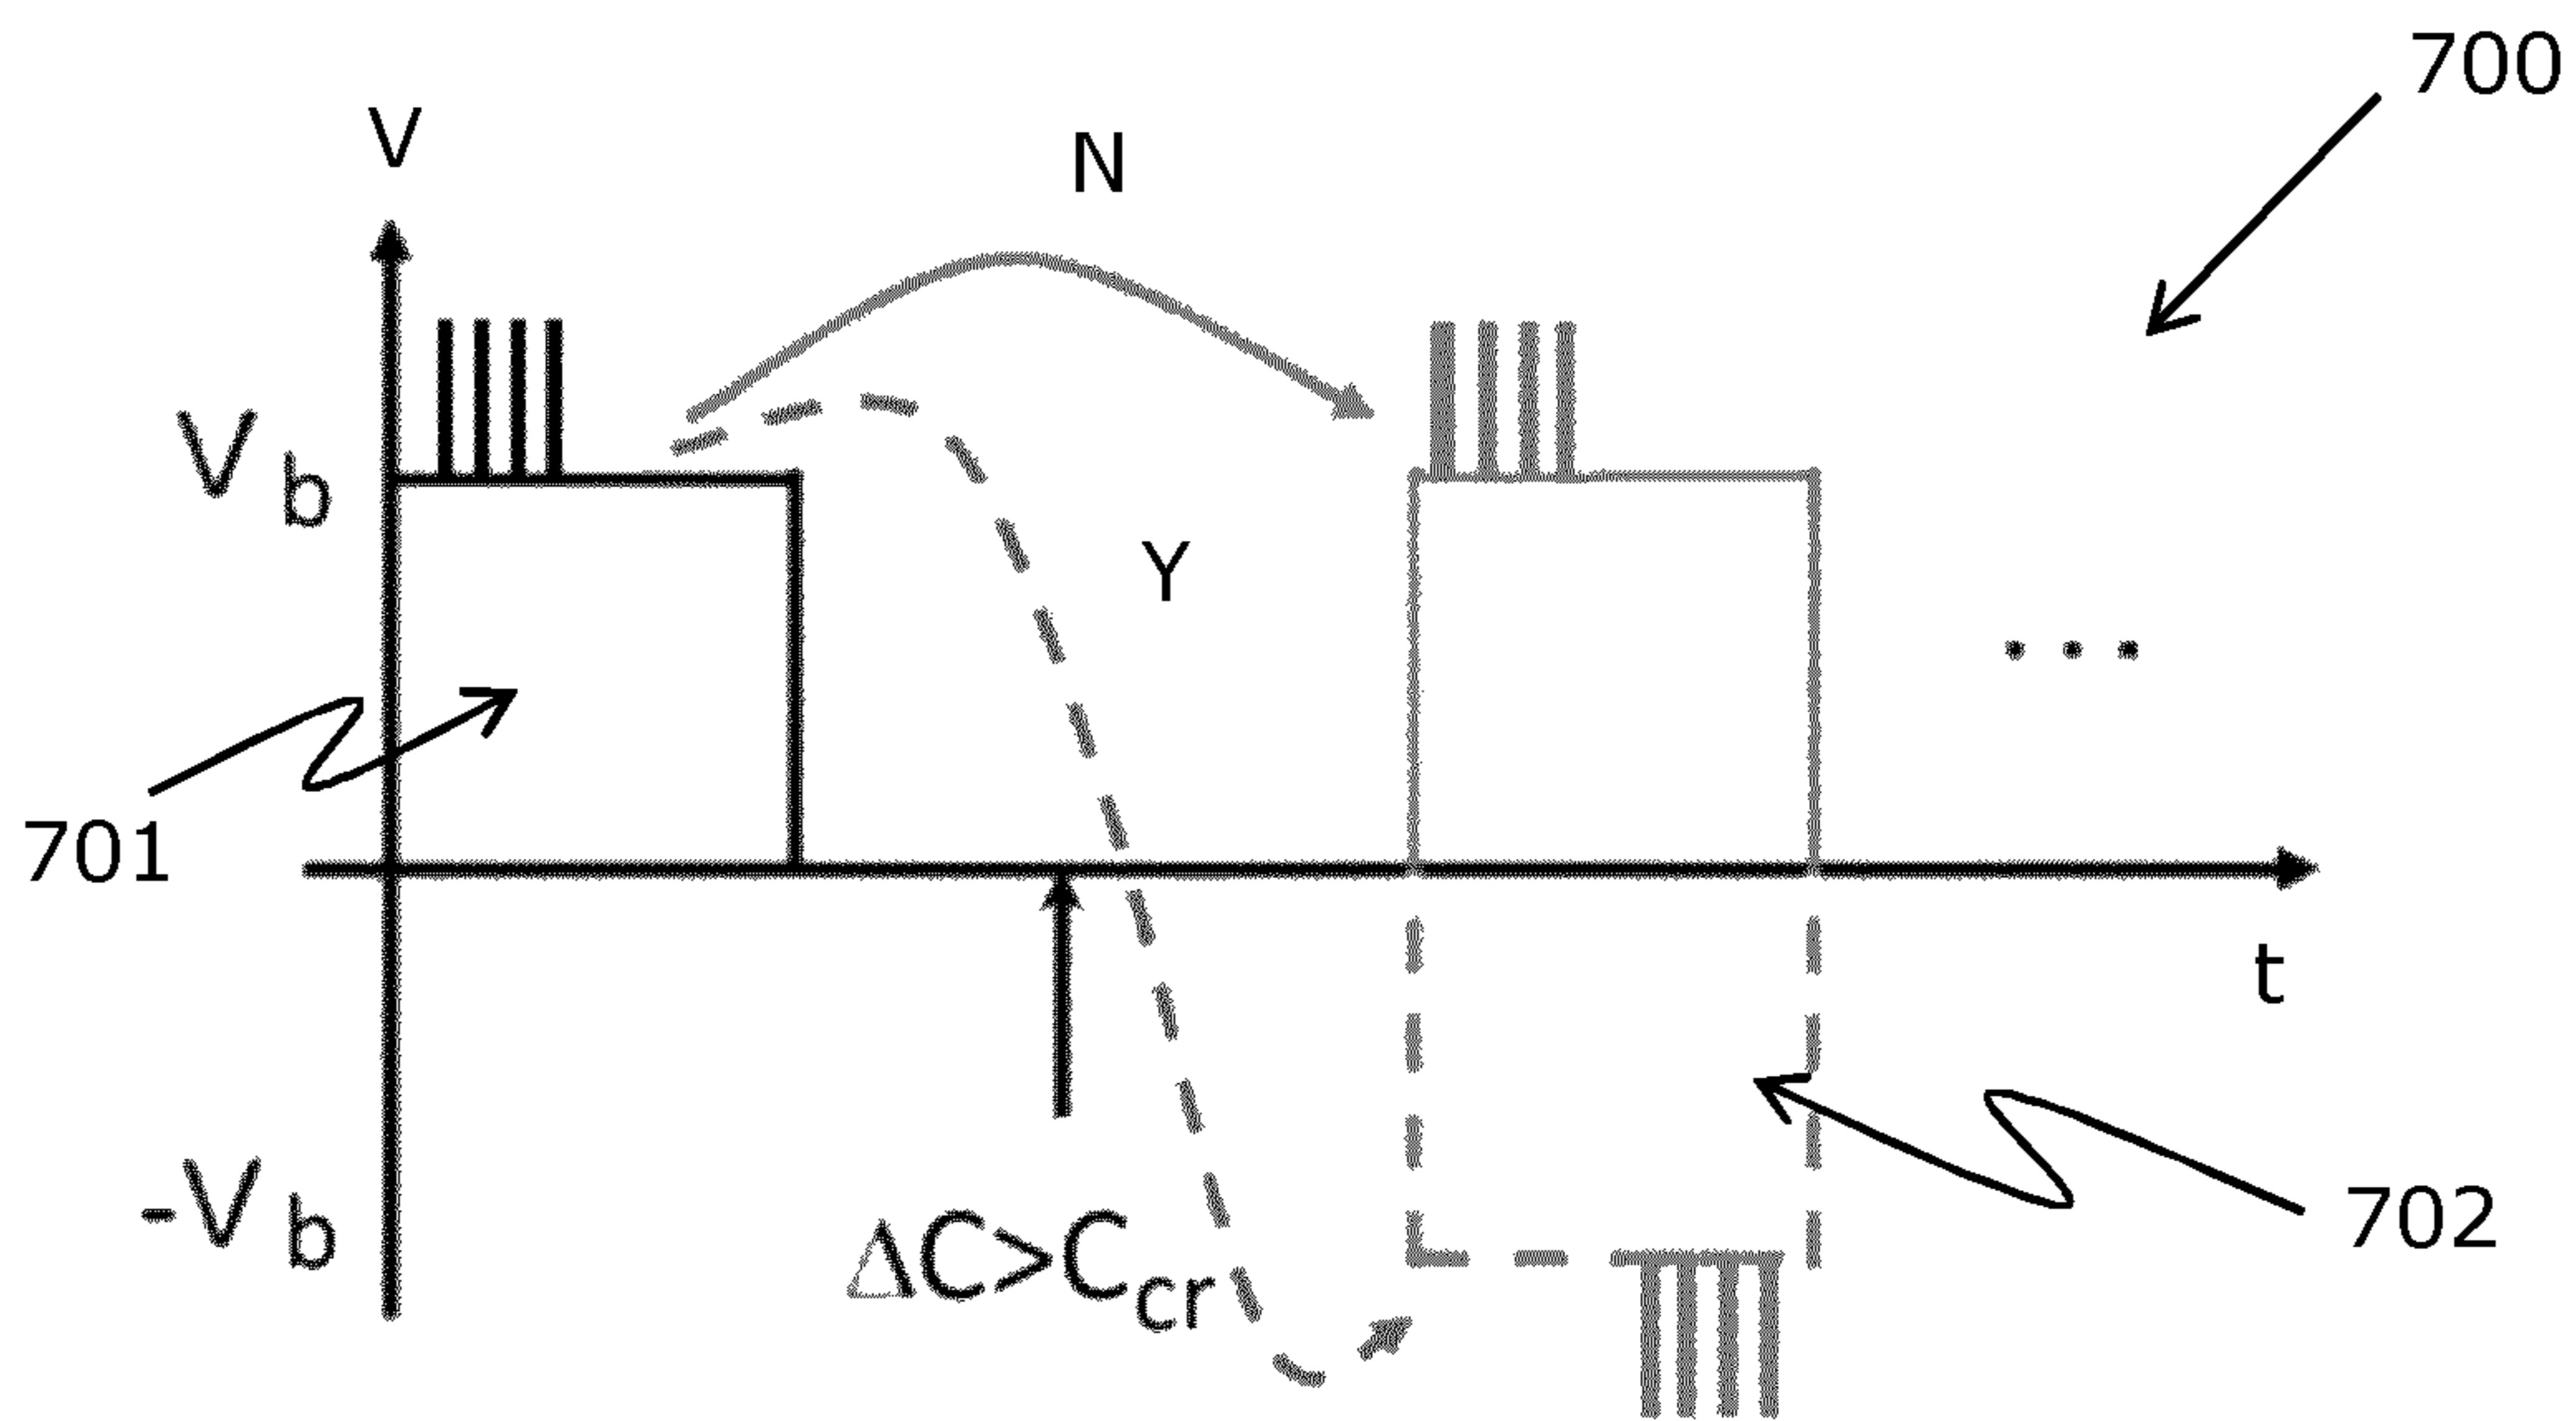 700
V
N
V b
Y
. . .
701
t
-V b
ΔC>Ccr
702